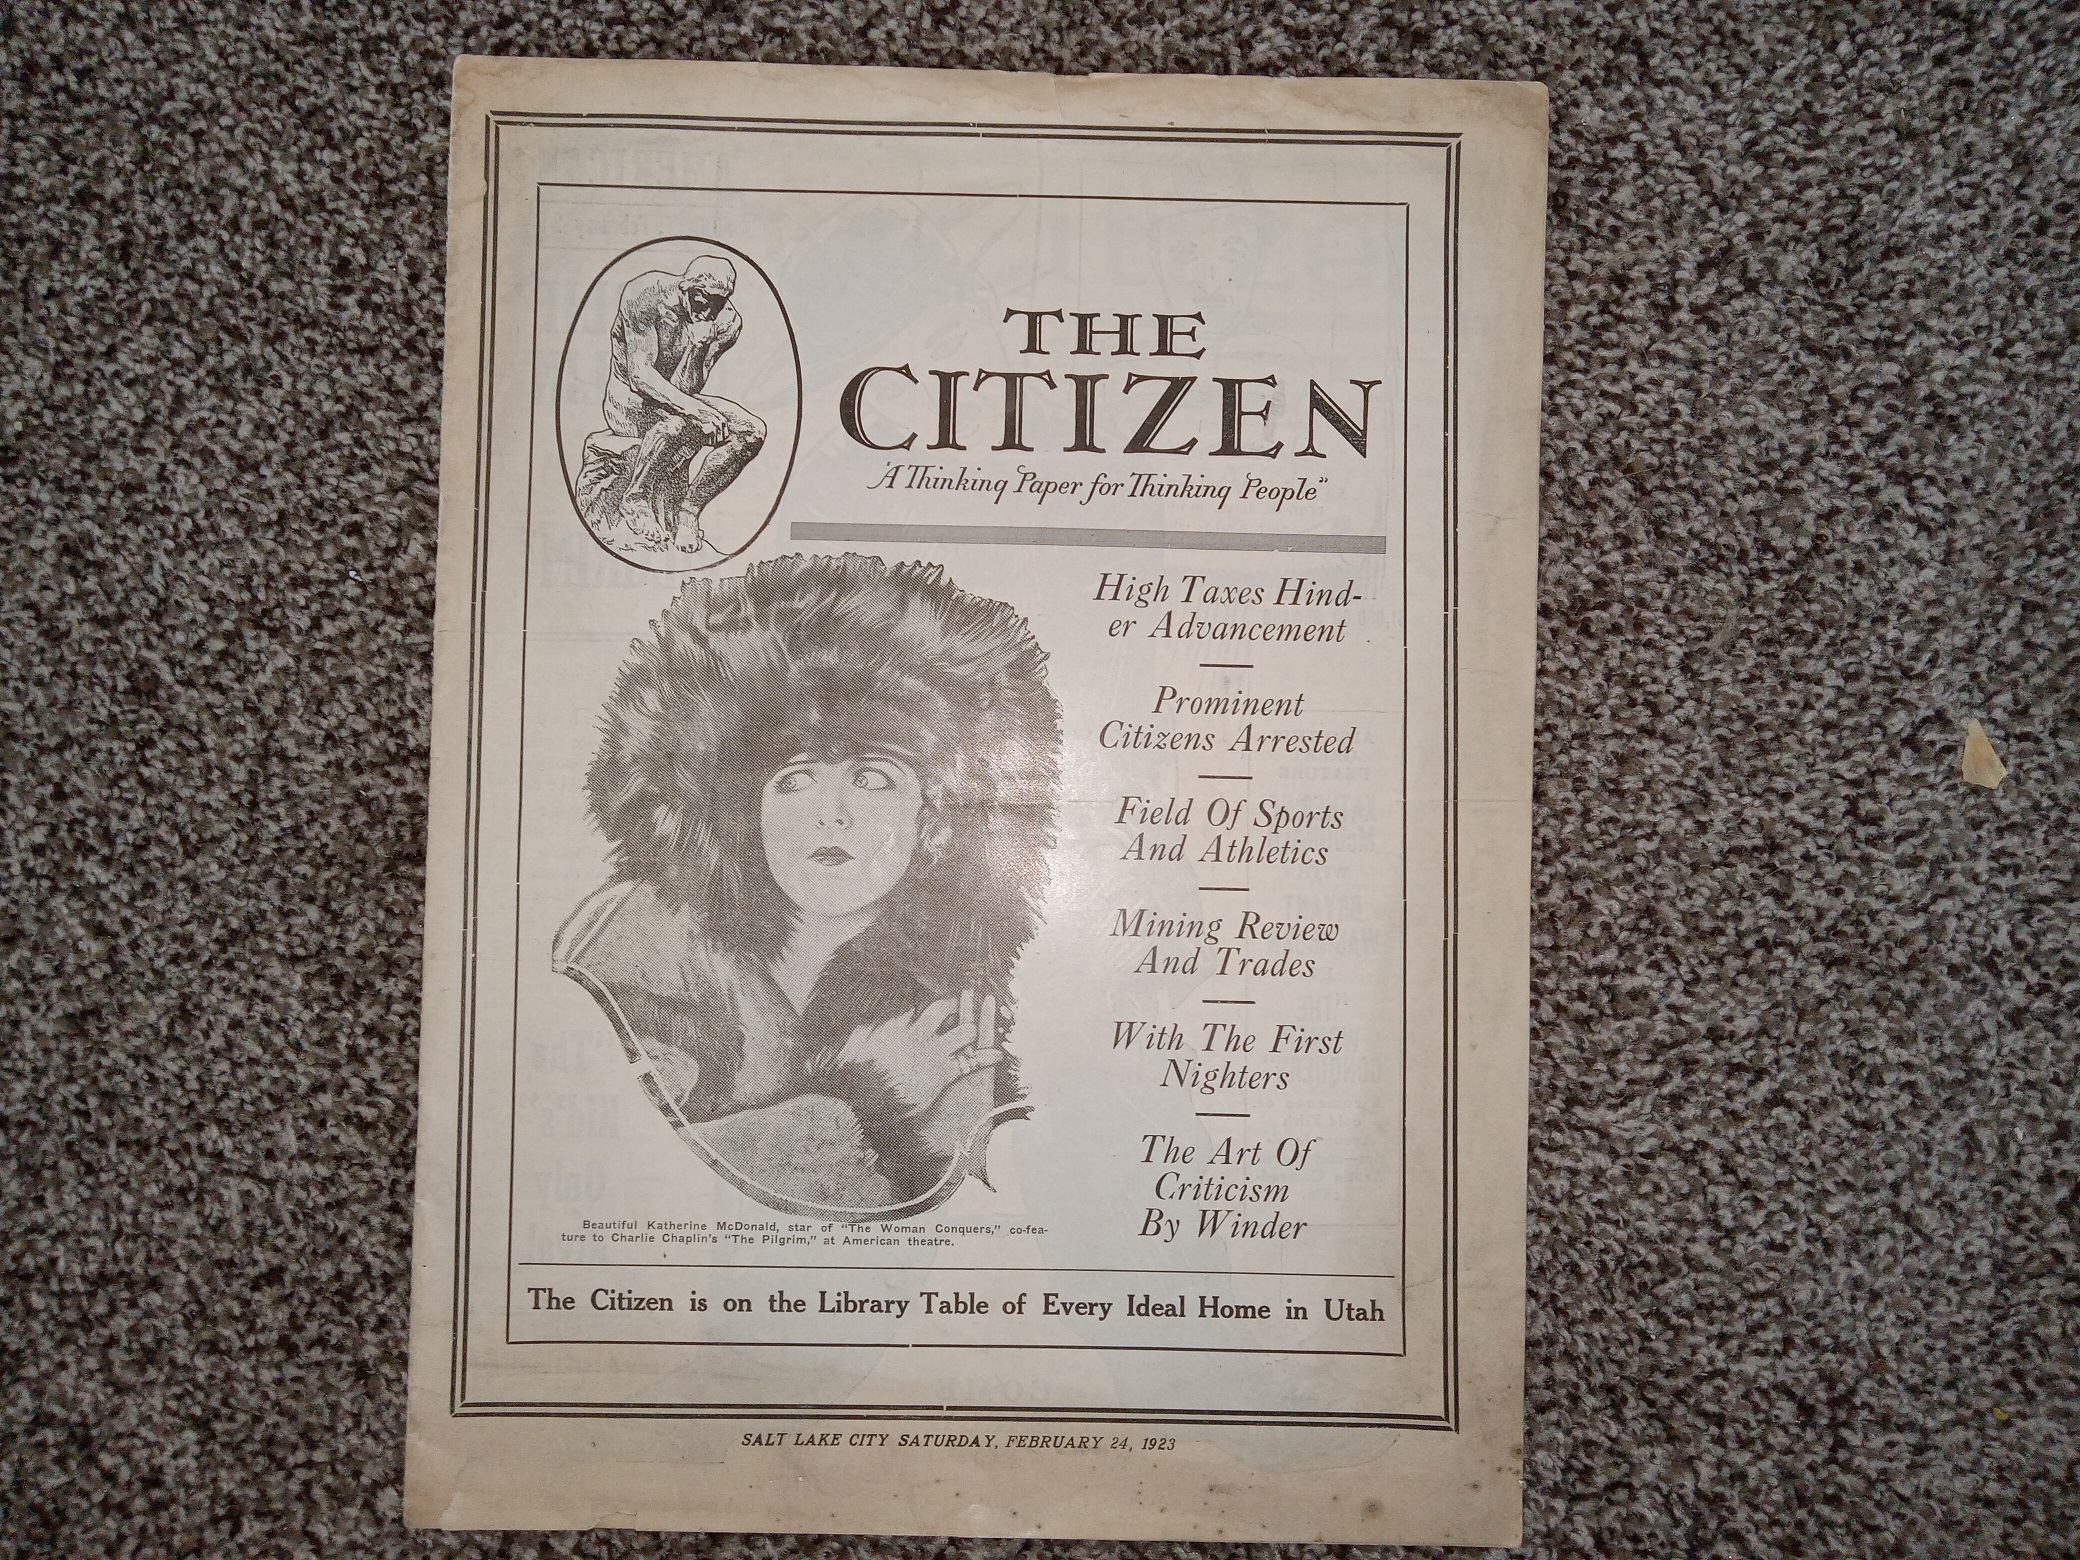 THE
CITIZEN
"A Thinking Paper for Thinking People"
High Taxes Hind-
er Advancement
Prominent
Citizens Arrested
Field Of Sports
And Athletics
Mining Review
And Trades
With The First
Nighters
The Art Of
Criticism
By Winder
Beautiful Katherine McDonald, star of "The Woman Conquers," co-fea-
ture to Charlie Chaplin's "The Pilgrim," at American theatre.
The Citizen is on the Library Table of Every Ideal Home in Utah
SALT LAKE CITY SATURDAY, FEBRUARY 24, 1923